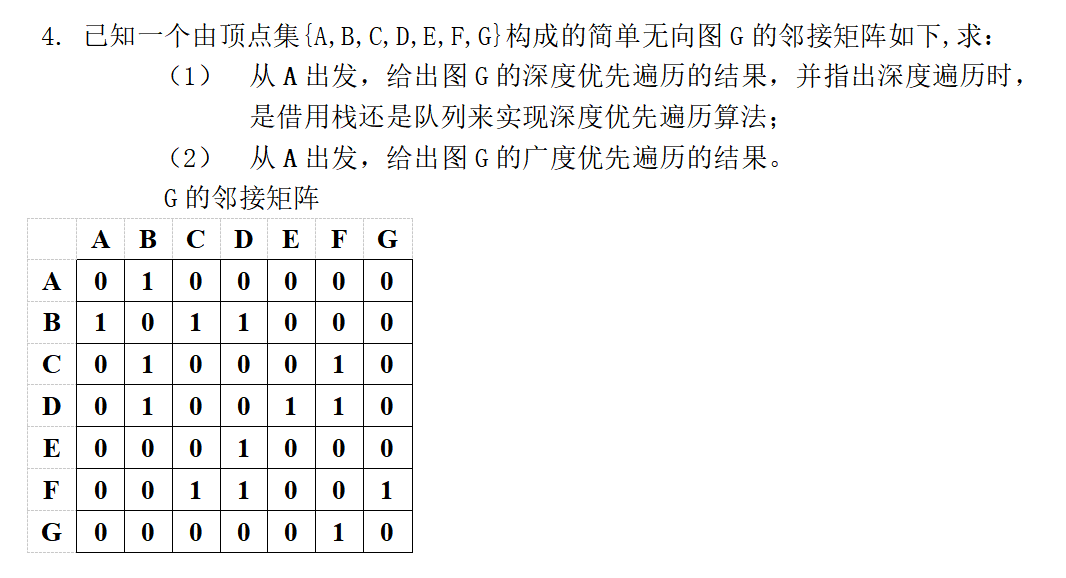 4. 已知一个由顶点集{A,B,C,D,E,F,G}构成的简单无向图 G 的邻接矩阵如下,求：
（1） 从 A 出发，给出图 G 的深度优先遍历的结果，并指出深度遍历时，
是借用栈还是队列来实现深度优先遍历算法；
（2） 从 A 出发，给出图 G 的广度优先遍历的结果。
G 的邻接矩阵
A B C D E F G
A 0 1 0 0 0 0 0
B 1 0 1 1 0 0 0
C 0 1 0 0 0 1 0
D 0 1 0 0 1 1 0
E 0 0 0 1 0 0 0
F 0 0 1 1 0 0 1
G 0 0 0 0 0 1 0